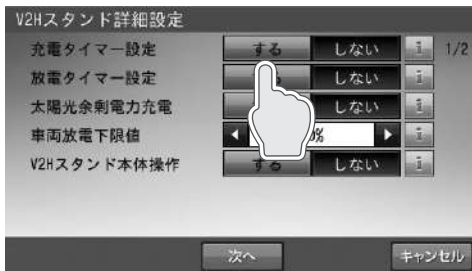 V2Hスタンド詳細設定
充電タイマー設定 する しない i 1/2
放電タイマー設定 しない i
太陽光余剰電力充電 しない i
車両放電下限値 % i
V2Hスタンド本体操作 する しない i
次へ キャンセル